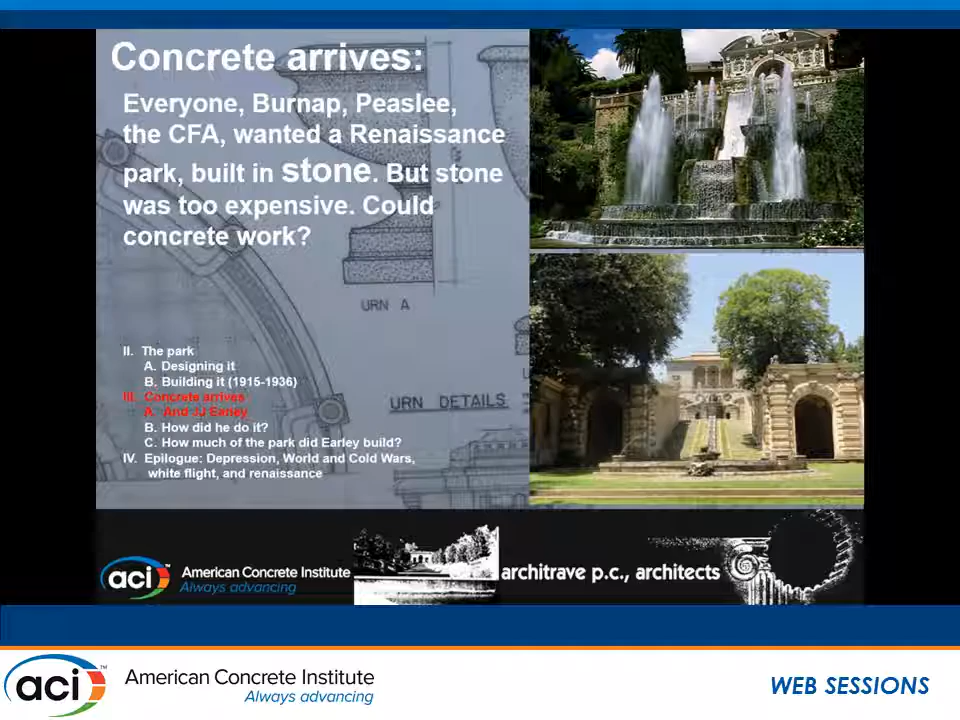 Concrete arrives:
Everyone, Burnap, Peaslee,
the CFA, wanted a Renaissance
park, built in stone. But stone
was too expensive. Could
concrete work?
URN A
URN DETAILS
II. The park
A. Designing it
B. Building it (1915-1936)
III. Concrete arrives
A. And JJ Earley
B. How did he do it?
C. How much of the park did Earley build?
IV. Epilogue: Depression, World and Cold Wars,
white flight, and renaissance
aci American Concrete Institute
Always advancing
architrave p.c., architects
aci™ American Concrete Institute
Always advancing
WEB SESSIONS